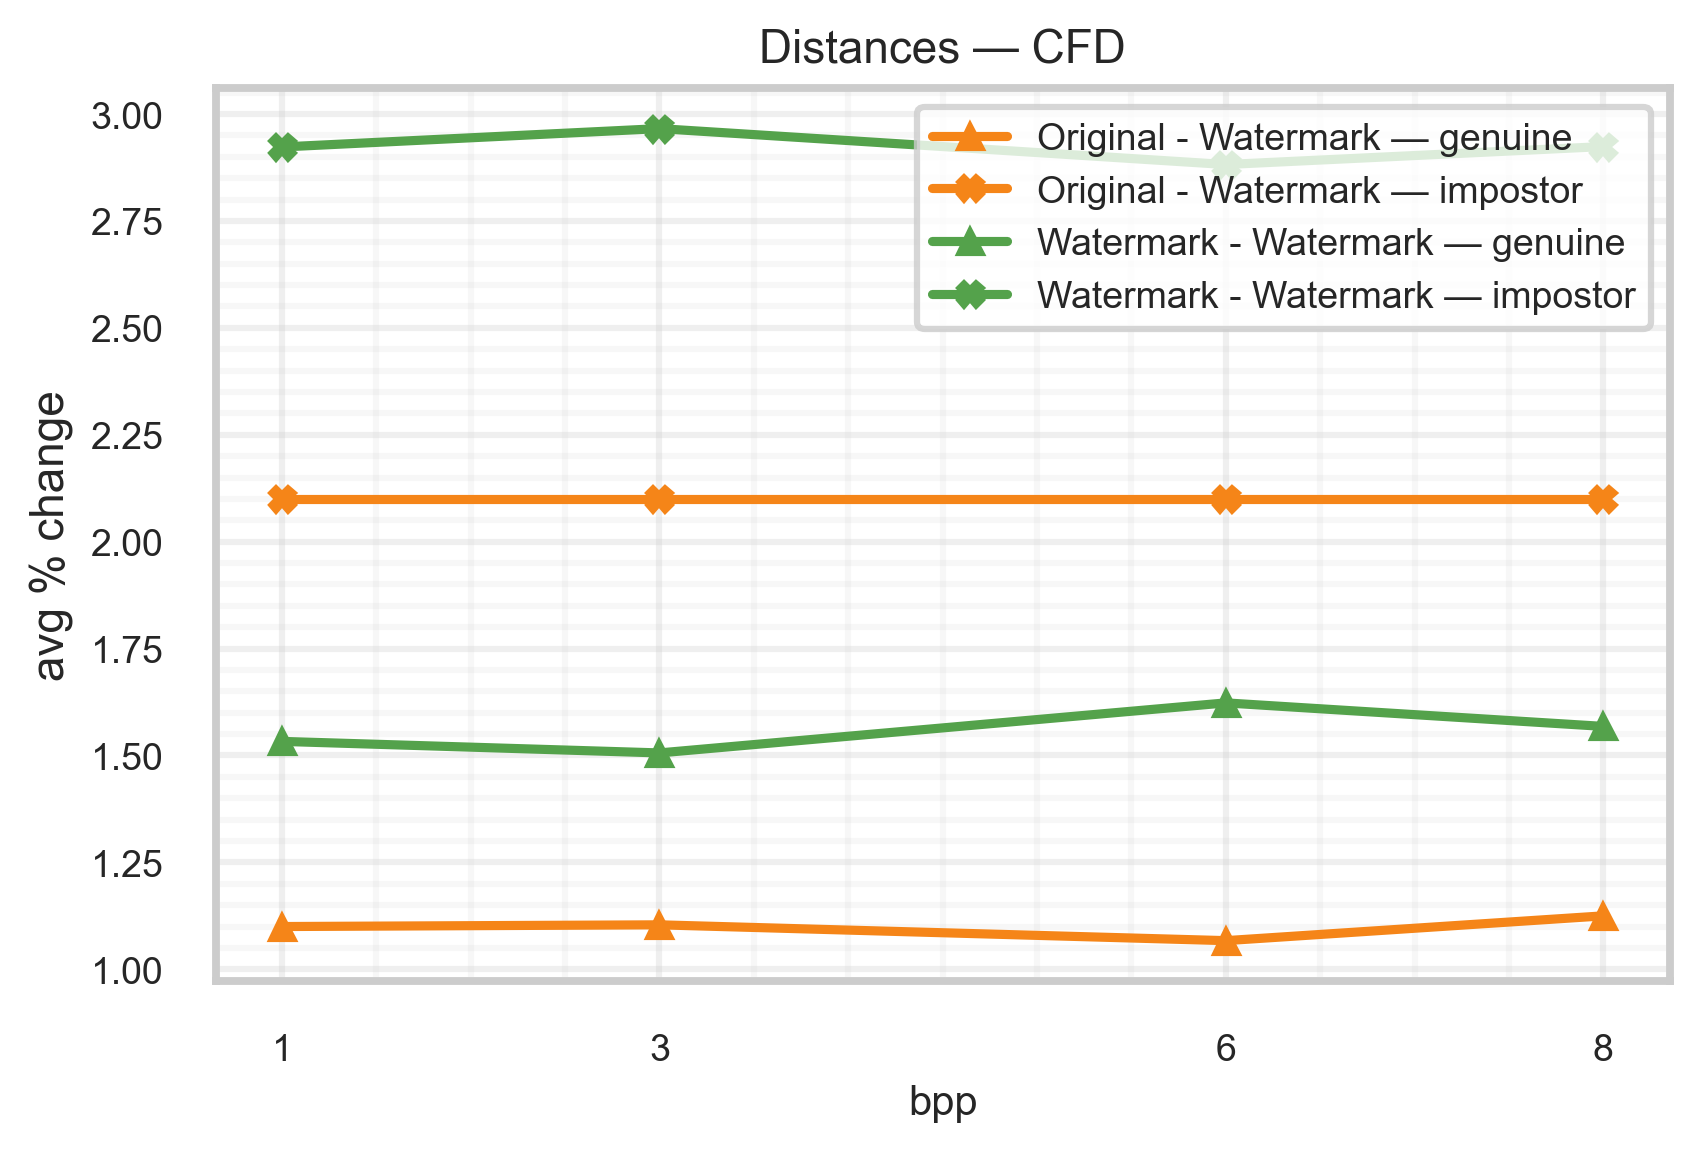 Distances — CFD
3.00
2.75
2.50
2.25
2.00
1.75
1.50
1.25
1.00
avg % change
Original - Watermark — genuine
Original - Watermark — impostor
Watermark - Watermark — genuine
Watermark - Watermark — impostor
1 3 6 8
bpp